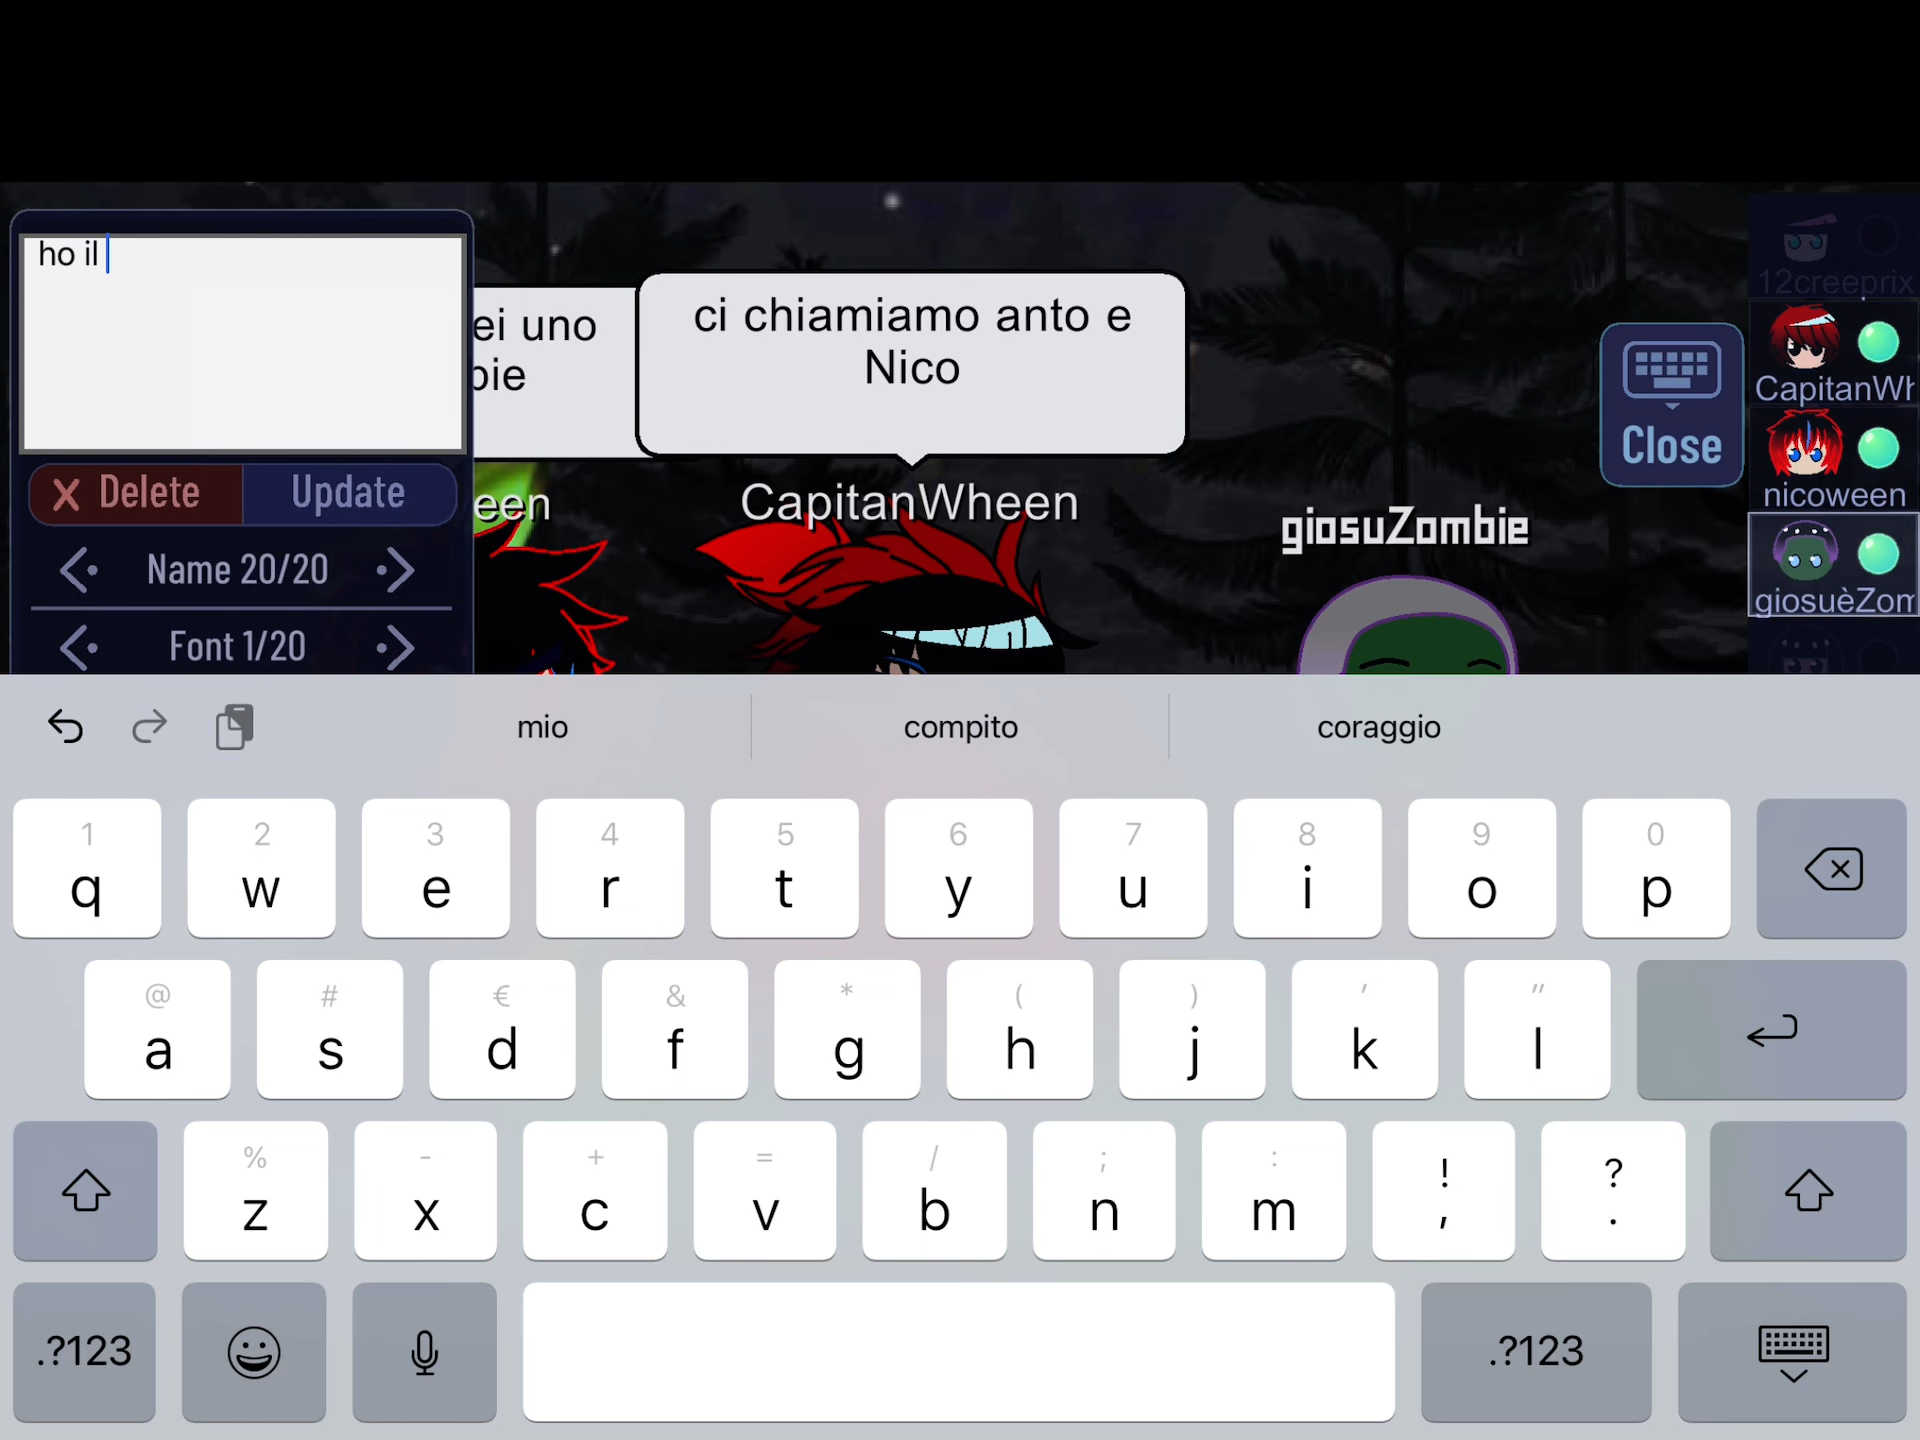 12creeprix
ho il
ei uno
bie
ci chiamiamo anto e
Nico
CapitanWh
Close
Delete
Update
een
CapitanWheen
giosuZombie
nicoween
Name 20/20
giosuèZom
Font 1/20
mio
compito
coraggio
1 2 3 4 5 6 7 8 9 0
q w e r t y u i o p
@ # € & * ( ) ' "
a s d f g h j k l
% - + = / ; : ! ?
z x c v b n m , .
.?123
.?123